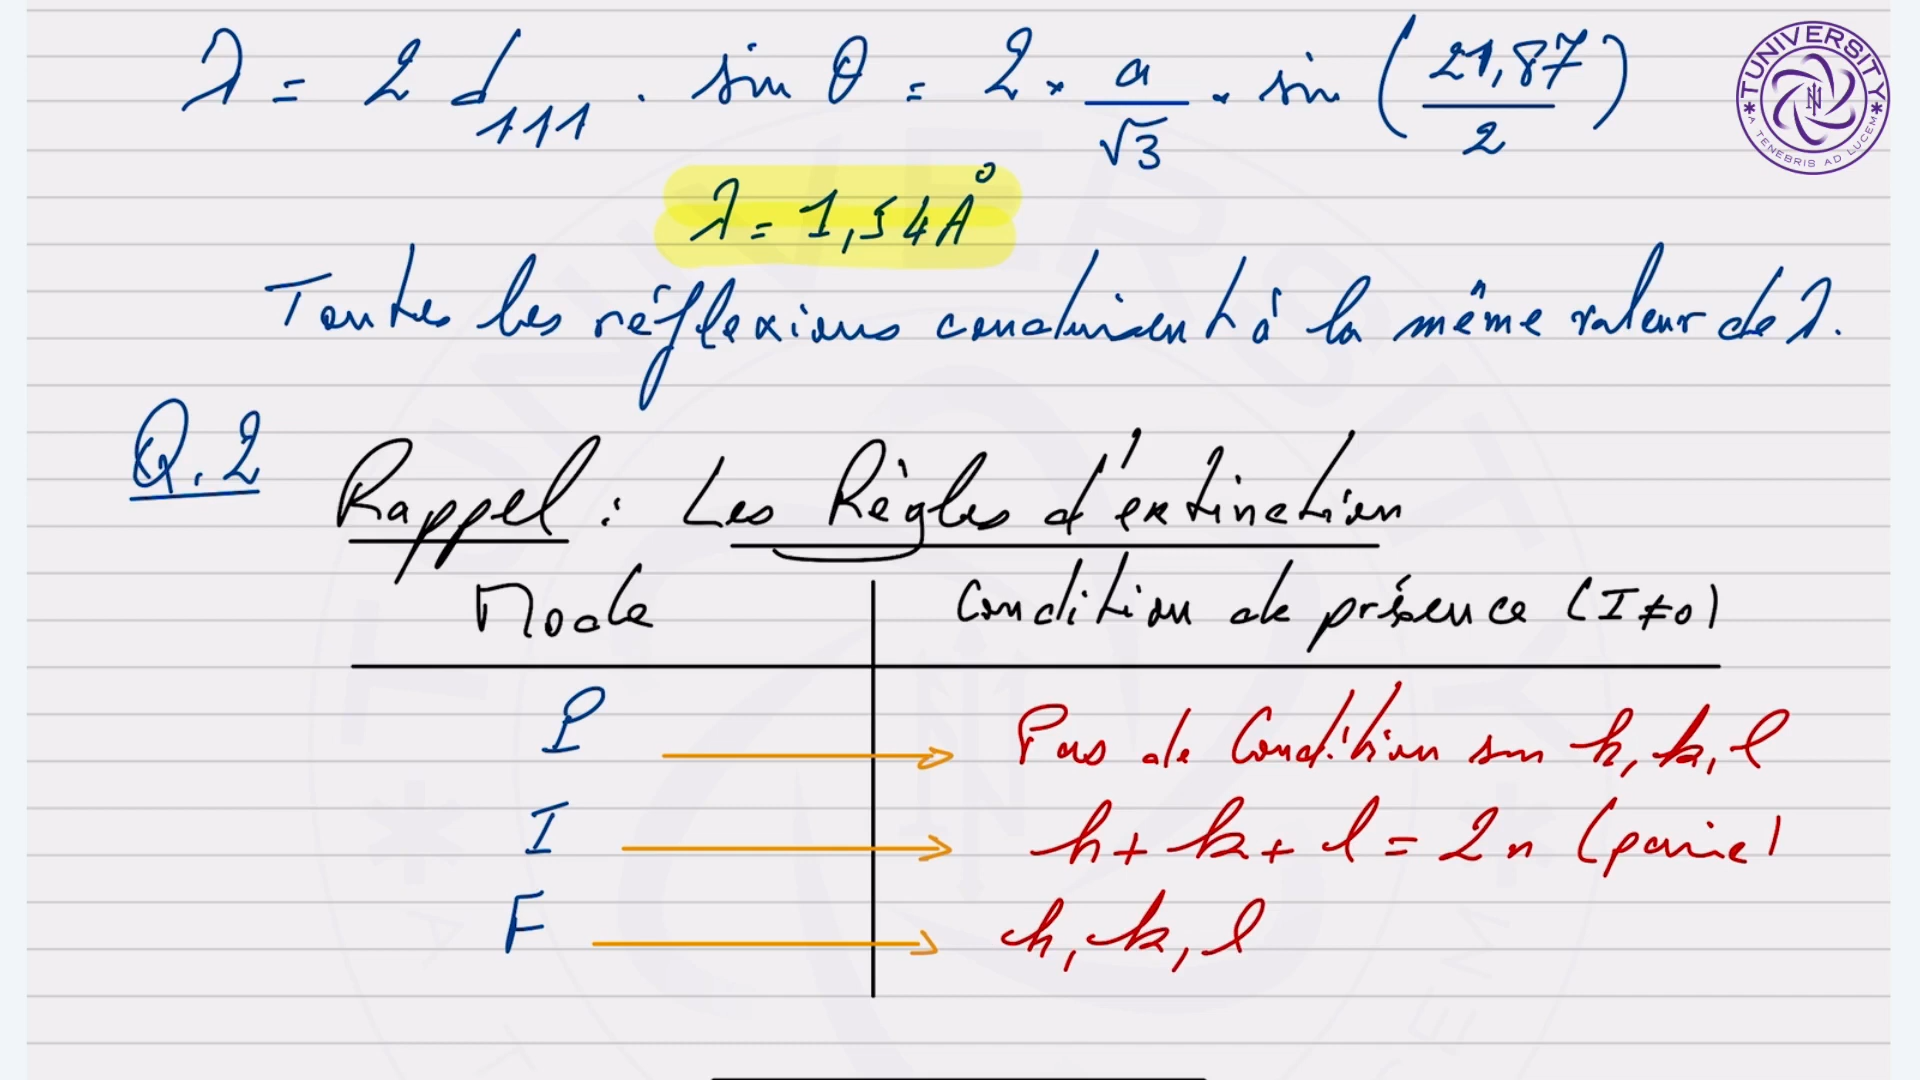 λ = 2 d₁₁₁ . sin θ = 2 × a/√3 × sin (21,87/2)
TUNIVERSITY
A TENEBRIS AD LUCEM
λ = 1,54 Å
Toutes les réflexions conduisent à la même valeur de λ.
Q.2 Rappel : Les Règles d'extinction
Mode Condition de présence (I≠0)
P → Pas de Condition sur h, k, l
I → h + k + l = 2n (paire)
F → h, k, l